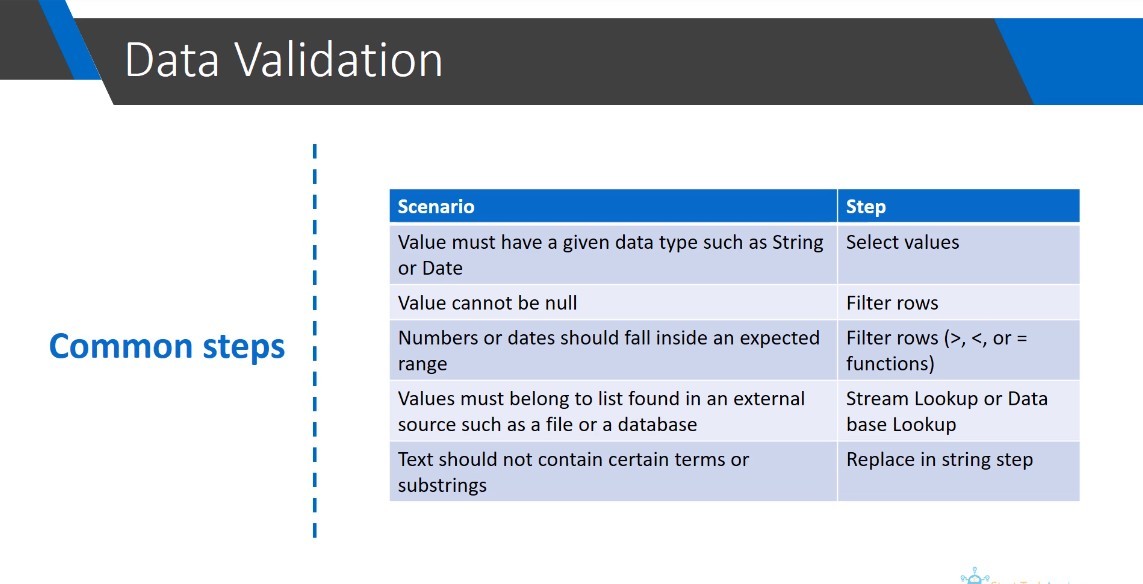 Data Validation
Common steps
Scenario
Step
Value must have a given data type such as String
or Date
Select values
Value cannot be null
Filter rows
Numbers or dates should fall inside an expected
range
Filter rows (>, <, or =
functions)
Values must belong to list found in an external
source such as a file or a database
Stream Lookup or Data
base Lookup
Text should not contain certain terms or
substrings
Replace in string step